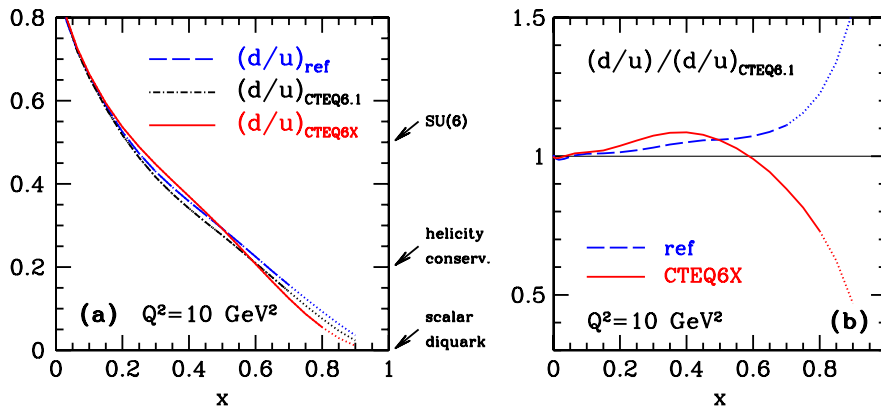 0.8
0.6
0.4
0.2
0
(d/u)ref
(d/u)CTEQ6.1
(d/u)CTEQ6X
(a) Q²=10 GeV²
0 0.2 0.4 0.6 0.8 1
x
SU(6)
helicity
conserv.
scalar
diquark
1.5
1
0.5
(d/u)/(d/u)CTEQ6.1
ref
CTEQ6X
Q²=10 GeV² (b)
0 0.2 0.4 0.6 0.8
x